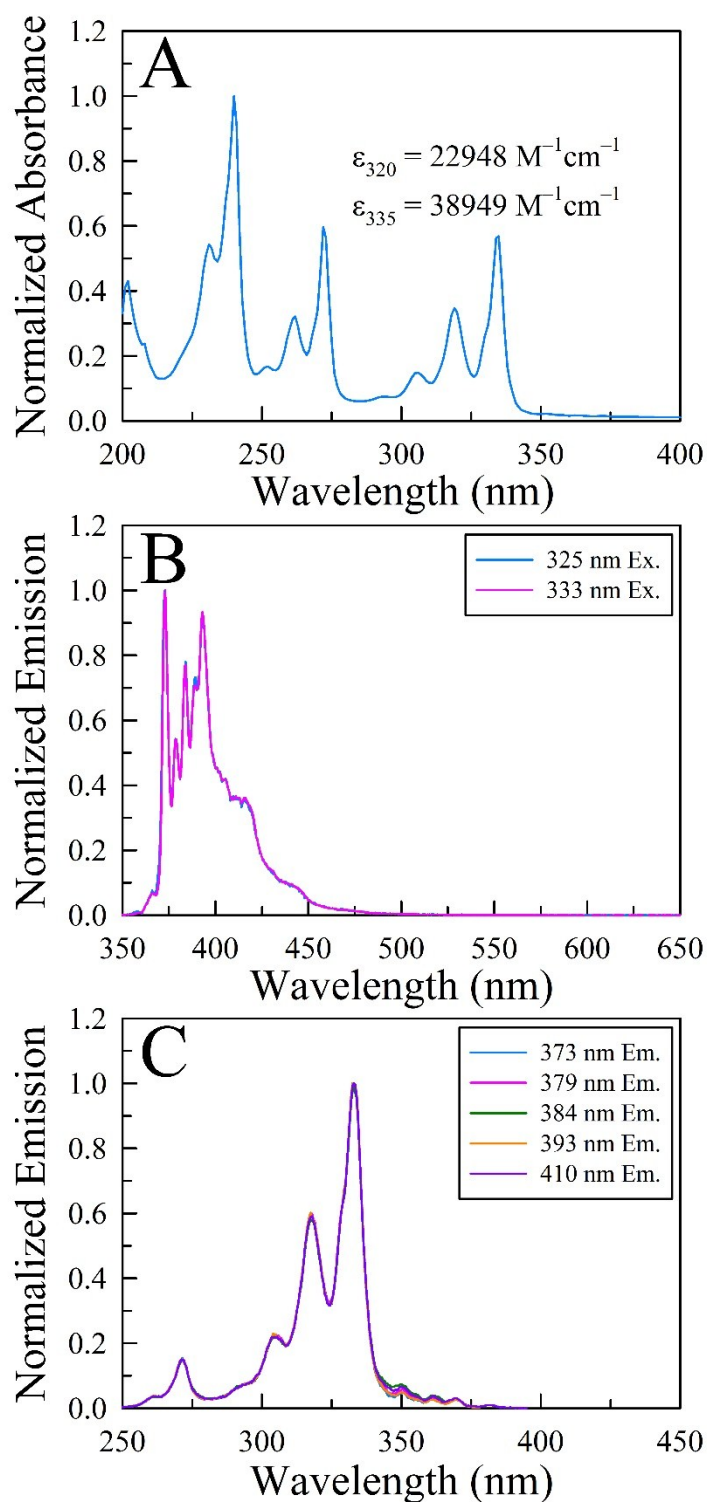 A
Normalized Absorbance
1.2
1.0
0.8
0.6
0.4
0.2
0.0
ε₃₂₀ = 22948 M⁻¹cm⁻¹
ε₃₃₅ = 38949 M⁻¹cm⁻¹
200 250 300 350 400
Wavelength (nm)
B
Normalized Emission
1.2
1.0
0.8
0.6
0.4
0.2
0.0
325 nm Ex.
333 nm Ex.
350 400 450 500 550 600 650
Wavelength (nm)
C
Normalized Emission
1.2
1.0
0.8
0.6
0.4
0.2
0.0
373 nm Em.
379 nm Em.
384 nm Em.
393 nm Em.
410 nm Em.
250 300 350 400 450
Wavelength (nm)